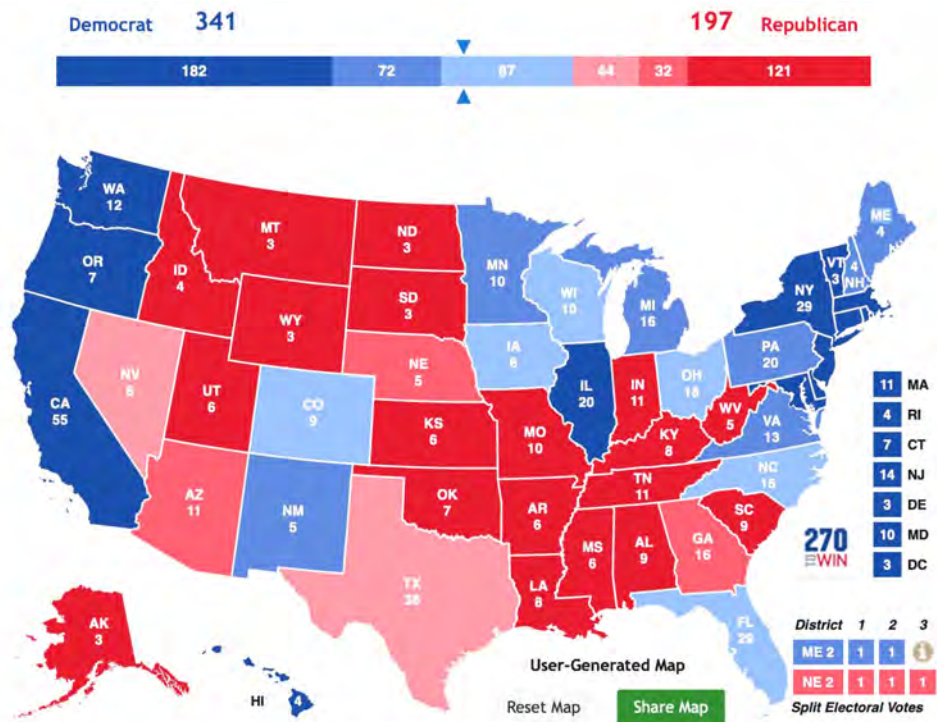 Democrat 341 197 Republican
182 72 87 44 32 121
WA
12
OR
7
CA
55
NV
6
ID
4
MT
3
WY
3
UT
6
AZ
11
CO
9
NM
5
ND
3
SD
3
NE
5
KS
6
OK
7
TX
38
MN
10
IA
6
MO
10
AR
6
LA
8
WI
10
IL
20
MI
16
IN
11
OH
18
KY
8
TN
11
MS
6
AL
9
GA
16
FL
29
SC
9
NC
15
VA
13
WV
5
PA
20
NY
29
VT
3
4
NH
ME
4
AK
3
HI 4
11 MA
4 RI
7 CT
14 NJ
3 DE
10 MD
3 DC
270
TO
WIN
District 1 2 3
ME 2 1 1 i
NE 2 1 1 1
Split Electoral Votes
User-Generated Map
Reset Map Share Map